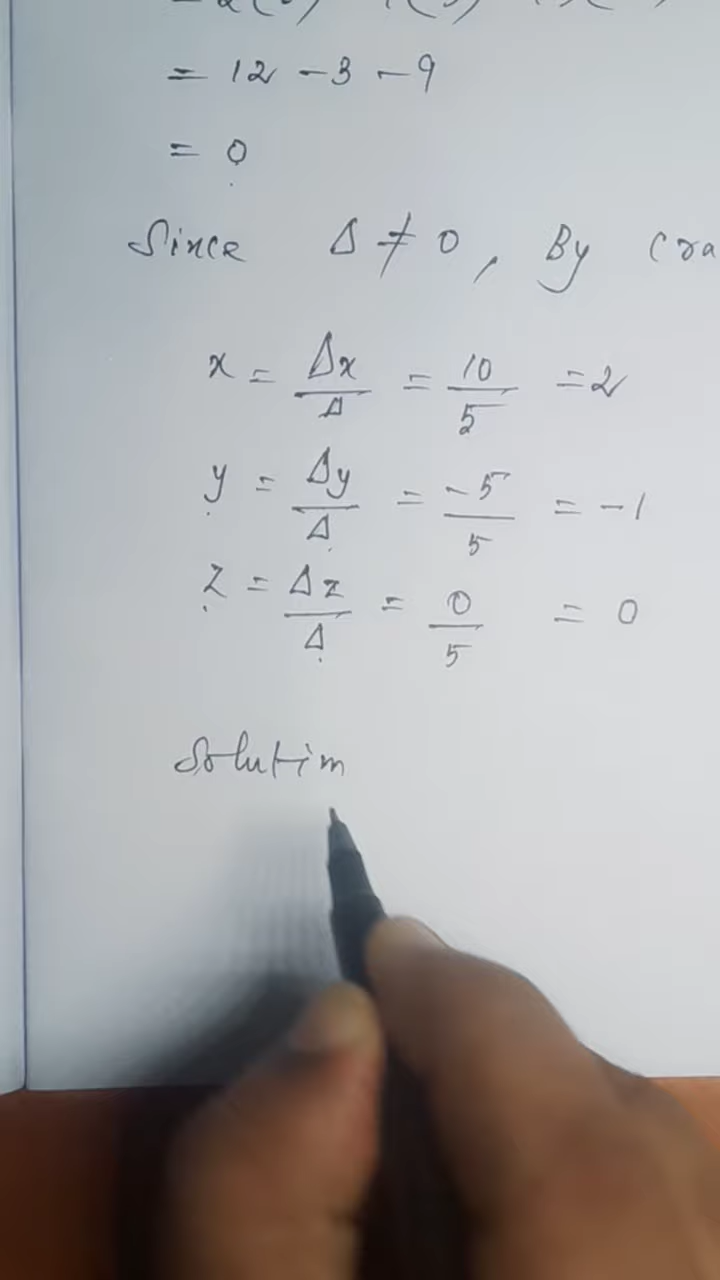 = 12 - 3 - 9
= 0
Since Δ ≠ 0, By Cra
x = Δx/Δ = 10/5 = 2
y = Δy/Δ = -5/5 = -1
z = Δz/Δ = 0/5 = 0
Solution